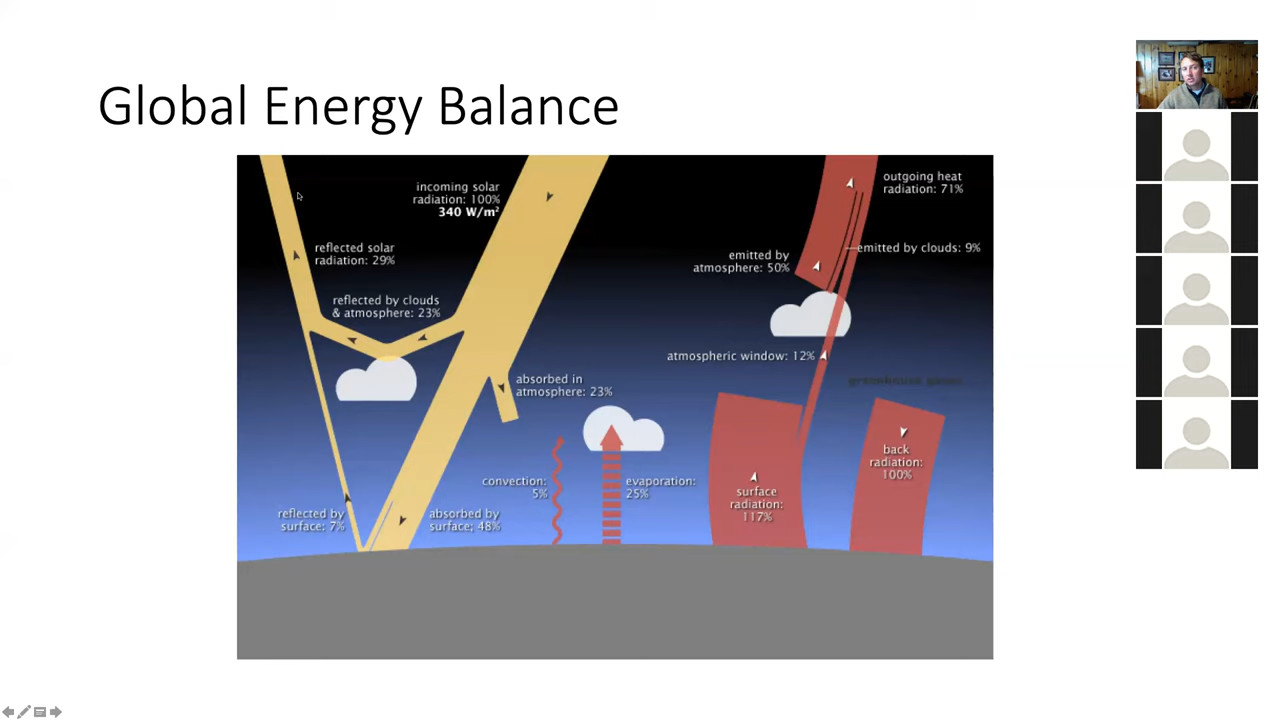 Global Energy Balance
incoming solar
radiation: 100%
340 W/m²
outgoing heat
radiation: 71%
reflected solar
radiation: 29%
emitted by
atmosphere: 50%
emitted by clouds: 9%
reflected by clouds
& atmosphere: 23%
atmospheric window: 12%
absorbed in
atmosphere: 23%
greenhouse gases
back
radiation:
100%
convection:
5%
evaporation:
25%
surface
radiation:
117%
reflected by
surface: 7%
absorbed by
surface: 48%